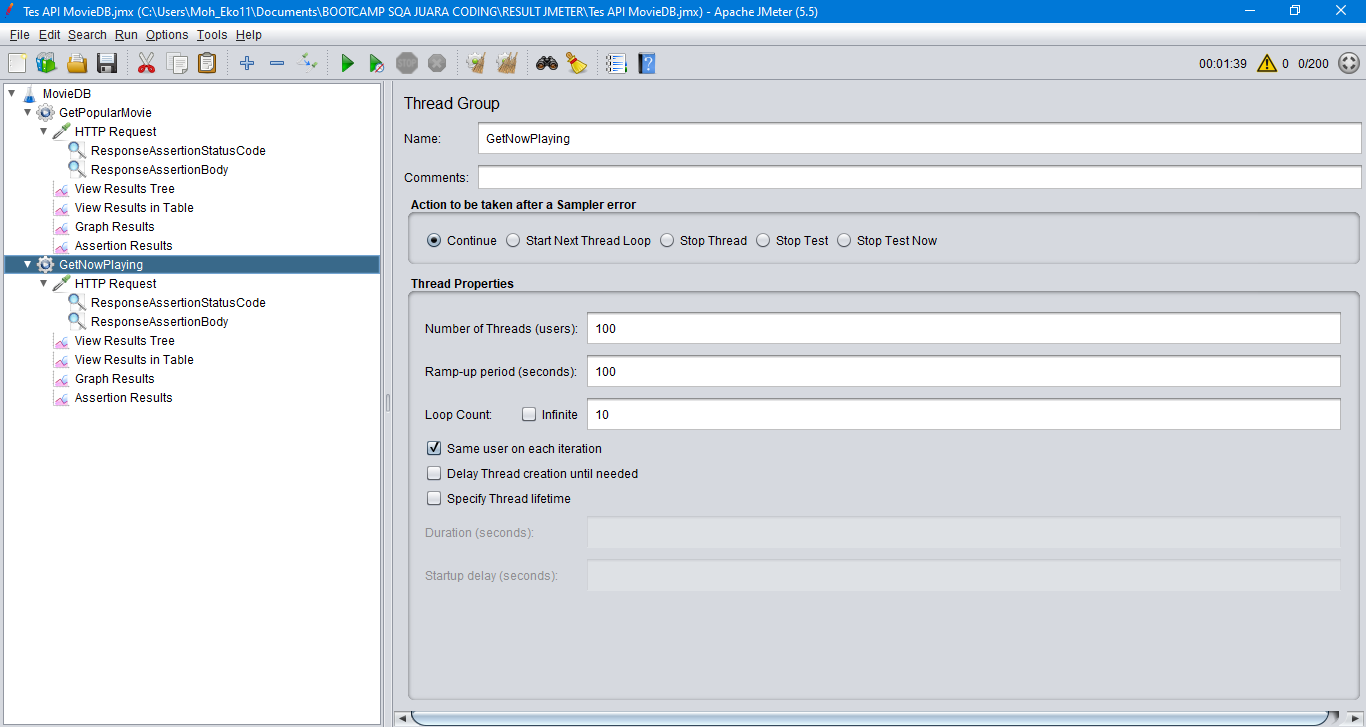 Tes API MovieDB.jmx (C:\Users\Moh_Eko11\Documents\BOOTCAMP SQA JUARA CODING\RESULT JMETER\Tes API MovieDB.jmx) - Apache JMeter (5.5)
File Edit Search Run Options Tools Help
STOP
00:01:39 0 0/200
MovieDB
GetPopularMovie
HTTP Request
ResponseAssertionStatusCode
ResponseAssertionBody
View Results Tree
View Results in Table
Graph Results
Assertion Results
GetNowPlaying
HTTP Request
ResponseAssertionStatusCode
ResponseAssertionBody
View Results Tree
View Results in Table
Graph Results
Assertion Results
Thread Group
Name: GetNowPlaying
Comments:
Action to be taken after a Sampler error
Continue Start Next Thread Loop Stop Thread Stop Test Stop Test Now
Thread Properties
Number of Threads (users): 100
Ramp-up period (seconds): 100
Loop Count: Infinite 10
Same user on each iteration
Delay Thread creation until needed
Specify Thread lifetime
Duration (seconds):
Startup delay (seconds):